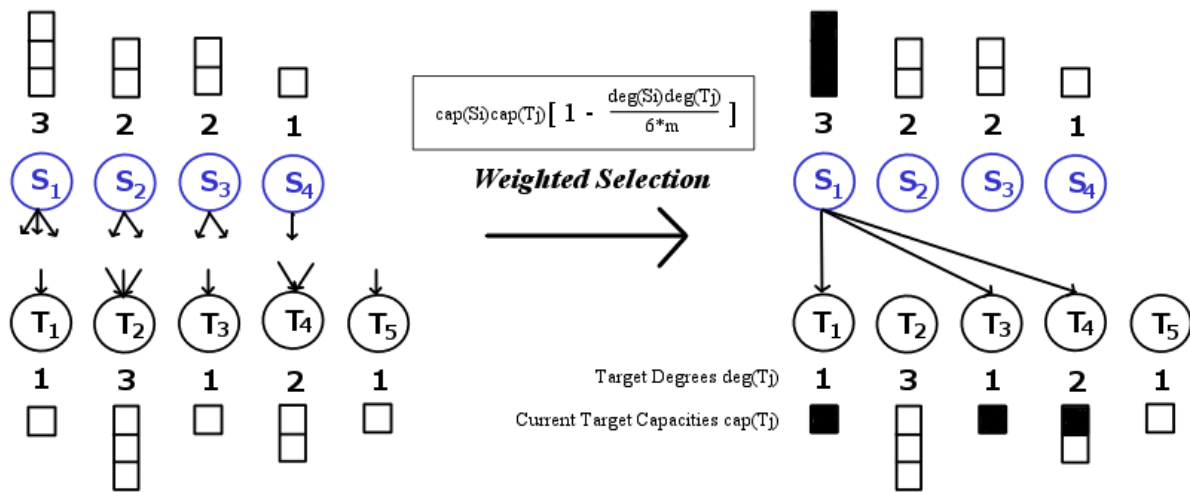 3 2 2 1
S1 S2 S3 S4
T1 T2 T3 T4 T5
1 3 1 2 1
cap(Si)cap(Tj)[ 1 - deg(Si)deg(Tj) / 6*m ]
Weighted Selection
3 2 2 1
S1 S2 S3 S4
T1 T2 T3 T4 T5
Target Degrees deg(Tj) 1 3 1 2 1
Current Target Capacities cap(Tj)